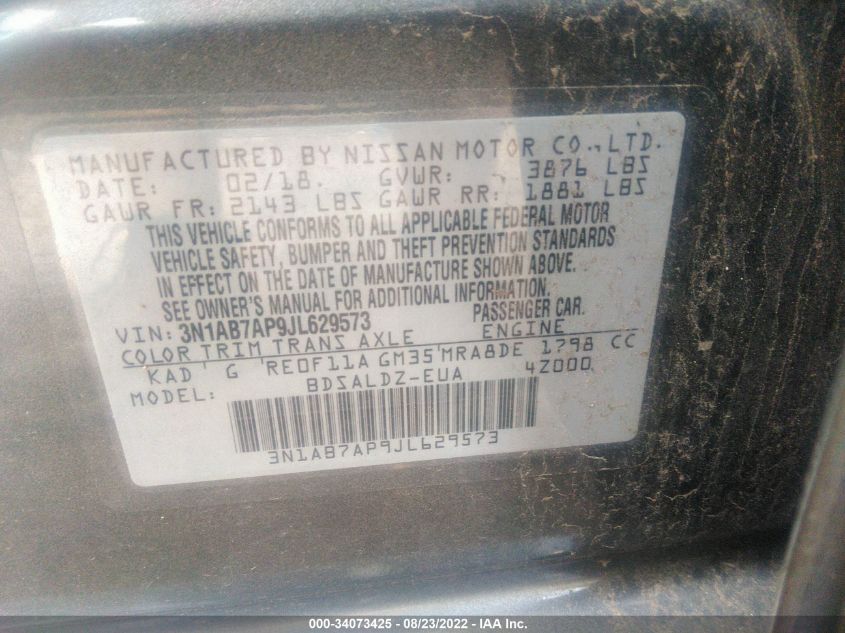 MANUFACTURED BY NISSAN MOTOR CO., LTD.
DATE: 02/18. GVWR: 3876 LBS
GAWR FR: 2143 LBS GAWR RR: 1881 LBS
THIS VEHICLE CONFORMS TO ALL APPLICABLE FEDERAL MOTOR
VEHICLE SAFETY, BUMPER AND THEFT PREVENTION STANDARDS
IN EFFECT ON THE DATE OF MANUFACTURE SHOWN ABOVE.
SEE OWNER'S MANUAL FOR ADDITIONAL INFORMATION.
VIN: 3N1AB7AP9JL629573 PASSENGER CAR.
COLOR TRIM TRANS AXLE ENGINE
KAD G RE0F11A GM35 MRA8DE 1798 CC
MODEL: BDSALDZ-EUA 4Z000
3N1AB7AP9JL629573
000-34073425 - 08/23/2022 - IAA Inc.